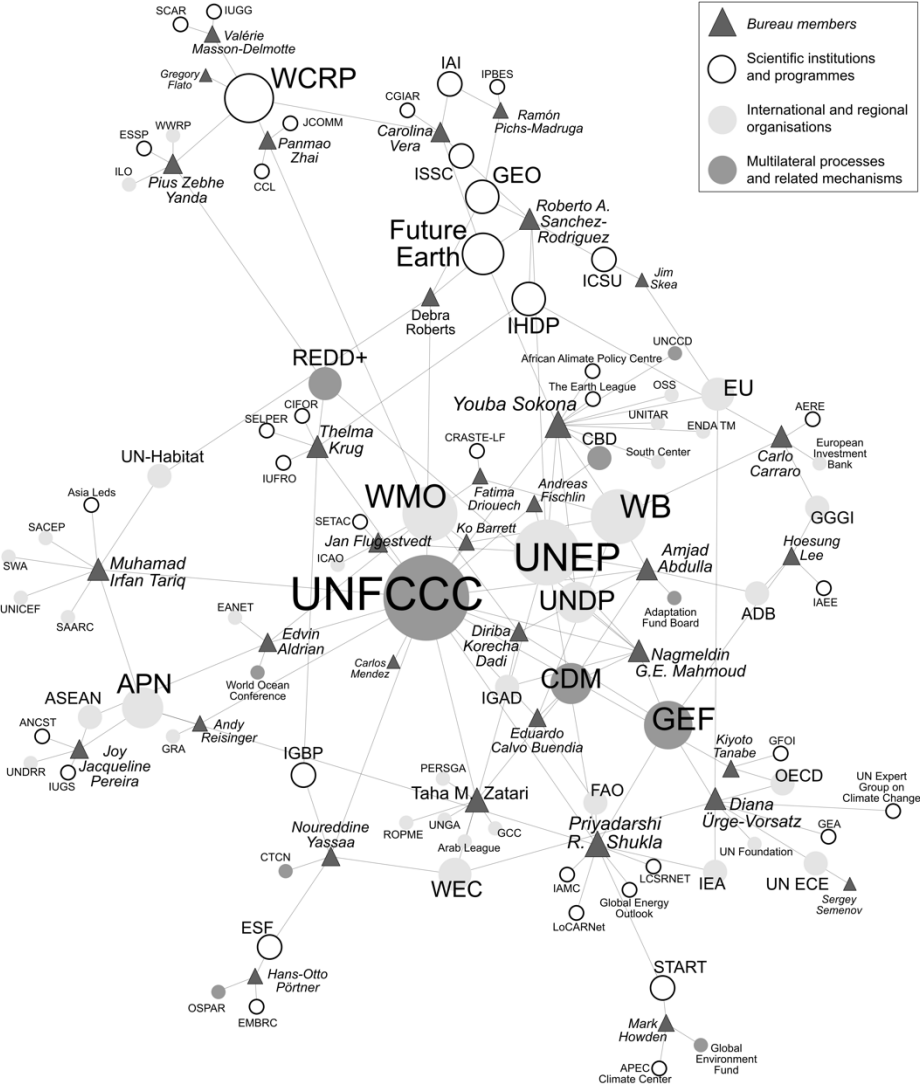 SCAR
IUGG
Valérie
Masson-Delmotte
Gregory
Flato
WCRP
ESSP
WWRP
ILO
Pius Zebhe
Yanda
JCOMM
Panmao
Zhai
CCL
IAI
CGIAR
IPBES
Carolina
Vera
Ramón
Pichs-Madruga
ISSC
GEO
Bureau members
Scientific institutions
and programmes
International and regional
organisations
Multilateral processes
and related mechanisms
Roberto A.
Sanchez-
Rodriguez
Future
Earth
ICSU
Jim
Skea
Debra
Roberts
IHDP
REDD+
UNCCD
African Alimate Policy Centre
The Earth League
OSS
EU
Youba Sokona
UNITAR
ENDA TM
AERE
CIFOR
SELPER
Thelma
Krug
IUFRO
CRASTE-LF
CBD
South Center
Carlo
Carraro
European
Investment
Bank
UN-Habitat
Asia Leds
WMO
Fatima
Driouech
Andreas
Fischlin
WB
GGGI
SACEP
SETAC
Jan Flugestvedt
Ko Barrett
ICAO
UNEP
Amjad
Abdulla
Hoesung
Lee
SWA
Muhamad
Irfan Tariq
UNICEF
SAARC
UNFCCC
UNDP
Adaptation
Fund Board
ADB
IAEE
EANET
Edvin
Aldrian
Diriba
Korecha
Dadi
World Ocean
Conference
Carlos
Mendez
Nagmeldin
G.E. Mahmoud
APN
ASEAN
IGAD
CDM
GEF
ANCST
Andy
Reisinger
GRA
Joy
Jacqueline
Pereira
UNDRR
IUGS
IGBP
Eduardo
Calvo Buendia
Kiyoto
Tanabe
GFOI
OECD
UN Expert
Group on
Climate Change
PERSGA
Taha M. Zatari
FAO
Diana
Ürge-Vorsatz
Noureddine
Yassaa
ROPME
UNGA
GCC
Arab League
Priyadarshi
R. Shukla
GEA
UN Foundation
CTCN
WEC
IAMC
LCSRNET
Global Energy
Outlook
LoCARNet
IEA
UN ECE
Sergey
Semenov
ESF
Hans-Otto
Pörtner
OSPAR
EMBRC
START
Mark
Howden
Global
Environment
Fund
APEC
Climate Center